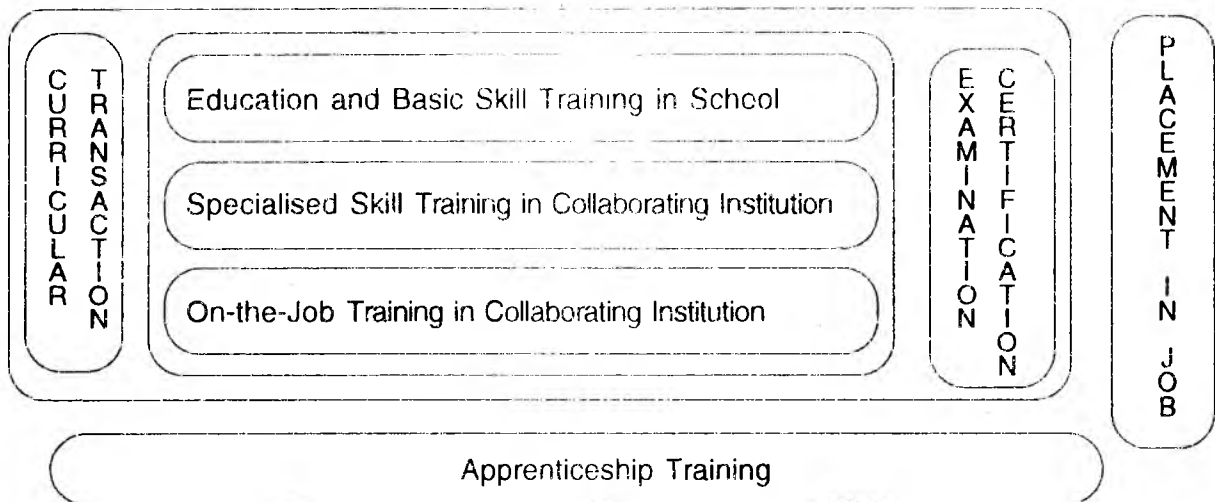 CURRICULAR
TRANSACTION
Education and Basic Skill Training in School
Specialised Skill Training in Collaborating Institution
On-the-Job Training in Collaborating Institution
EXAMINATION
CERTIFICATION
PLACEMENT IN JOB
Apprenticeship Training